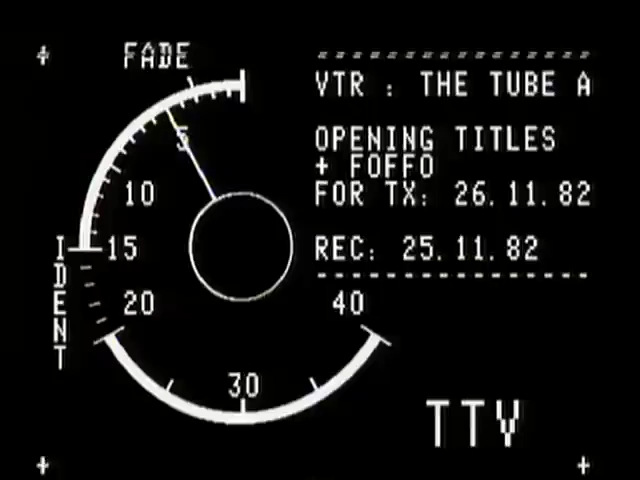 FADE
VTR : THE TUBE A
OPENING TITLES
+ FOFFO
FOR TX: 26.11.82
REC: 25.11.82
5
10
15
20
30
40
IDENT
TTV